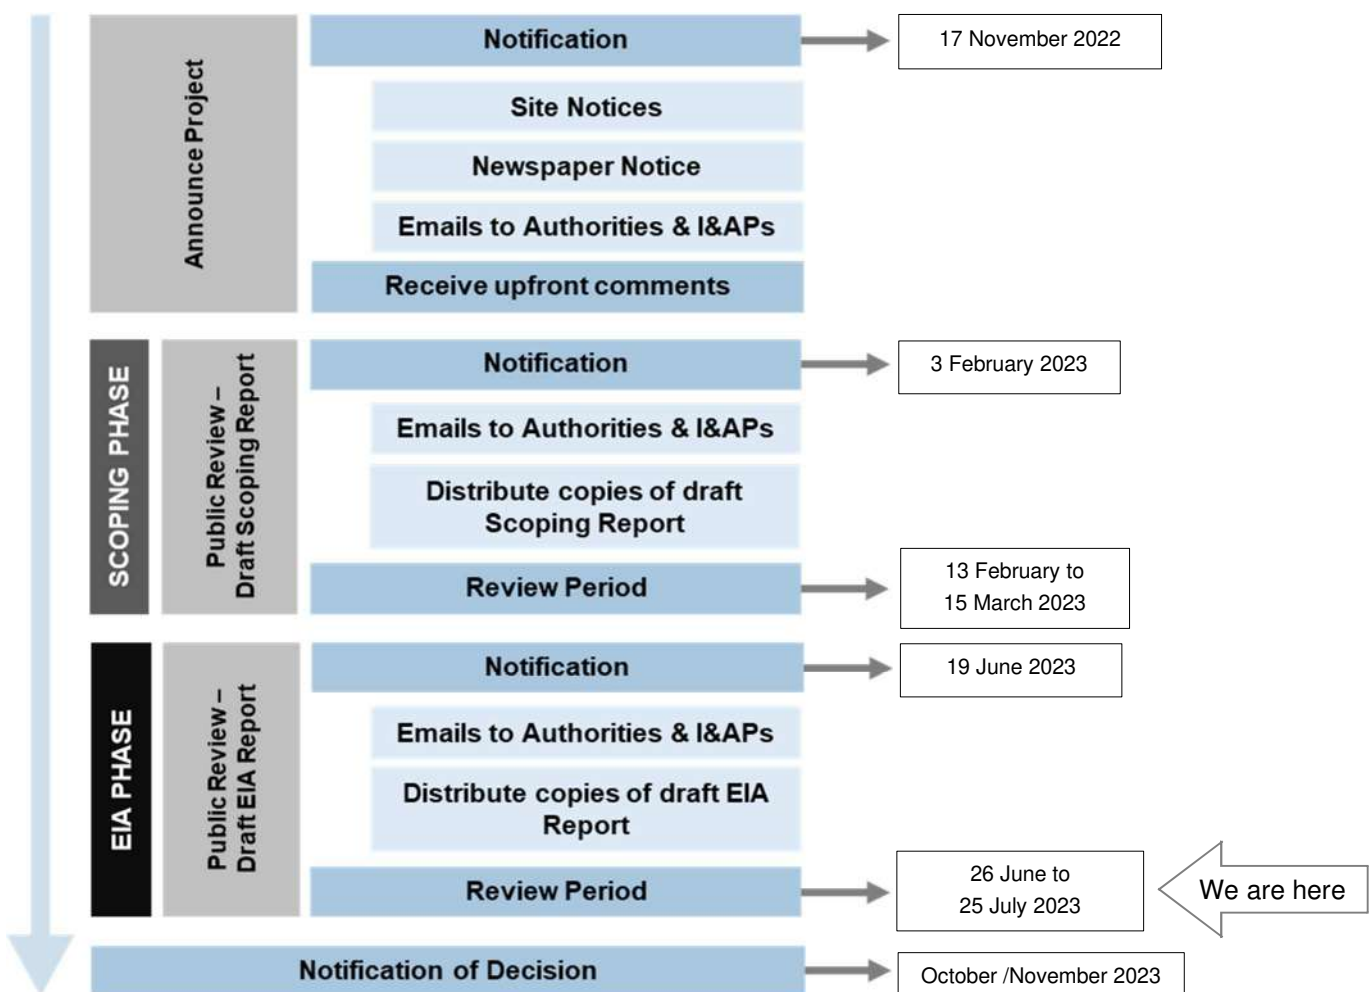 Announce Project
Notification
17 November 2022
Site Notices
Newspaper Notice
Emails to Authorities & I&APs
Receive upfront comments
SCOPING PHASE
Public Review –
Draft Scoping Report
Notification
3 February 2023
Emails to Authorities & I&APs
Distribute copies of draft
Scoping Report
Review Period
13 February to
15 March 2023
EIA PHASE
Public Review –
Draft EIA Report
Notification
19 June 2023
Emails to Authorities & I&APs
Distribute copies of draft EIA
Report
Review Period
26 June to
25 July 2023
We are here
Notification of Decision
October /November 2023